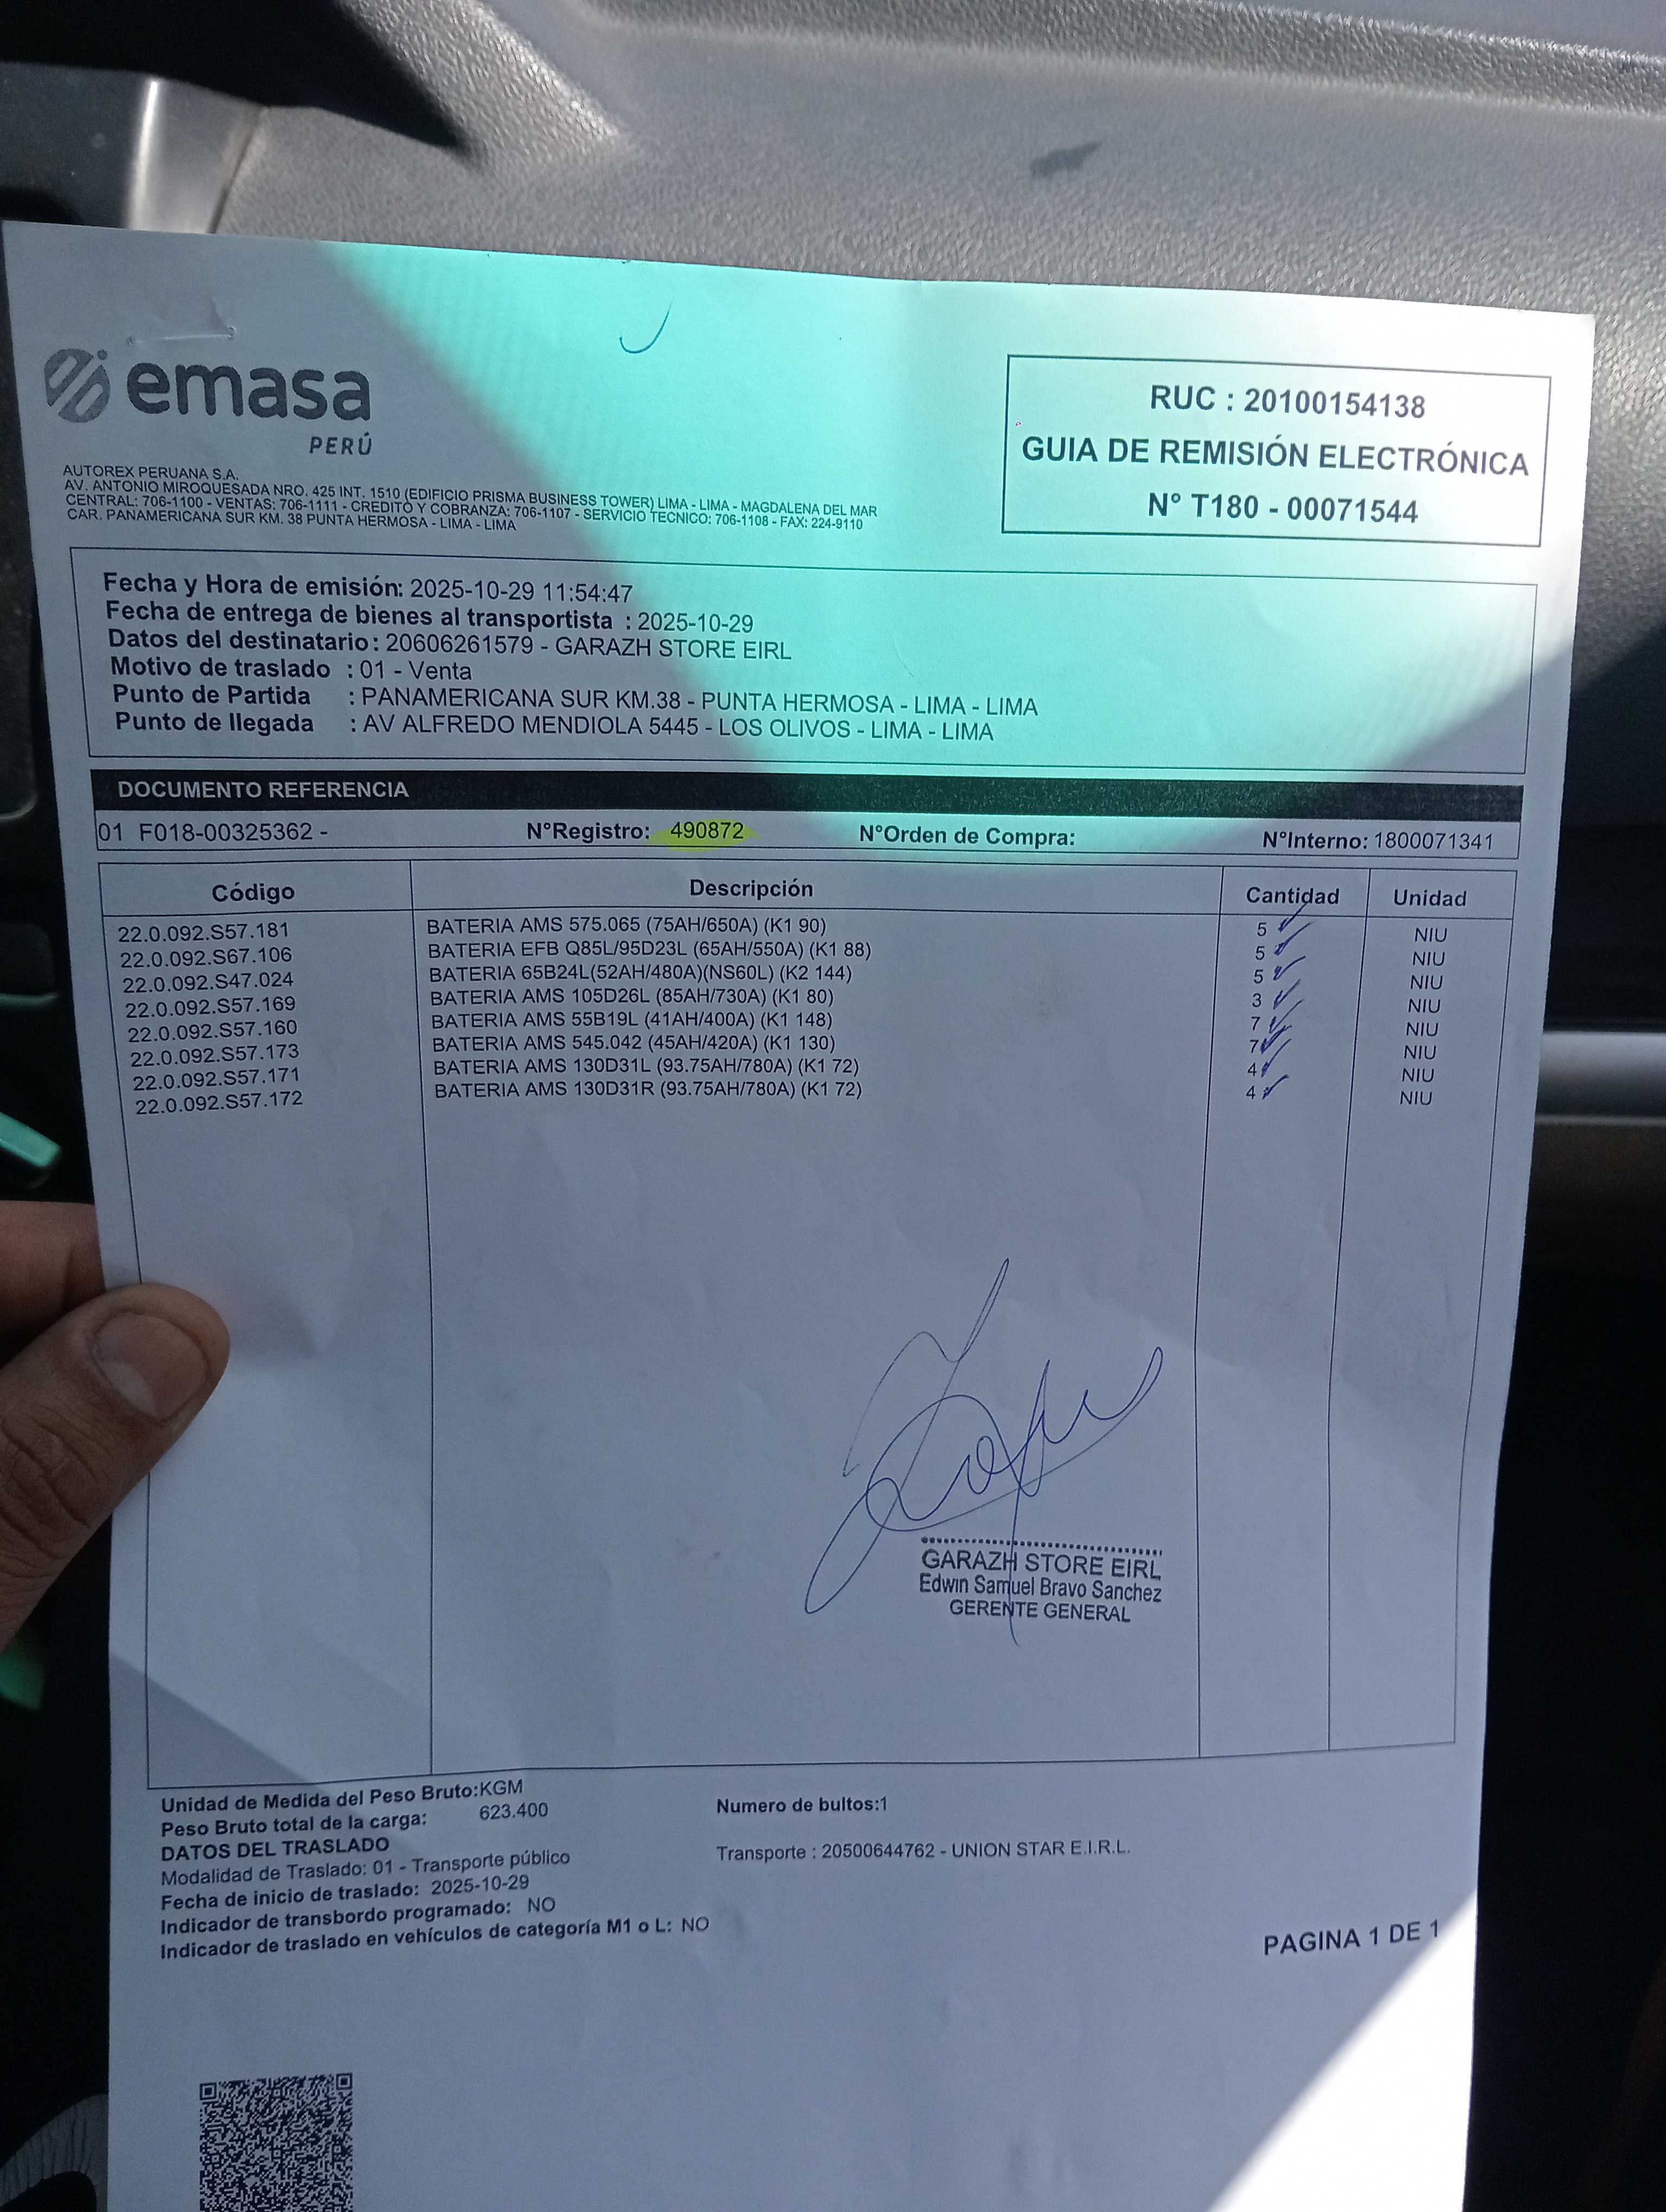 emasa
PERÚ
AUTOREX PERUANA S.A.
AV. ANTONIO MIROQUESADA NRO. 425 INT. 1510 (EDIFICIO PRISMA BUSINESS TOWER) LIMA - LIMA - MAGDALENA DEL MAR
CENTRAL: 706-1100 - VENTAS: 706-1111 - CREDITO Y COBRANZA: 706-1107 - SERVICIO TECNICO: 706-1108 - FAX: 224-9110
CAR. PANAMERICANA SUR KM. 38 PUNTA HERMOSA - LIMA - LIMA
RUC : 20100154138
GUIA DE REMISIÓN ELECTRÓNICA
N° T180 - 00071544
Fecha y Hora de emisión: 2025-10-29 11:54:47
Fecha de entrega de bienes al transportista : 2025-10-29
Datos del destinatario : 20606261579 - GARAZH STORE EIRL
Motivo de traslado : 01 - Venta
Punto de Partida : PANAMERICANA SUR KM.38 - PUNTA HERMOSA - LIMA - LIMA
Punto de llegada : AV ALFREDO MENDIOLA 5445 - LOS OLIVOS - LIMA - LIMA
DOCUMENTO REFERENCIA
01 F018-00325362 - N°Registro: 490872 N°Orden de Compra: N°Interno: 1800071341
Código Descripción Cantidad Unidad
22.0.092.S57.181 BATERIA AMS 575.065 (75AH/650A) (K1 90) 5 NIU
22.0.092.S67.106 BATERIA EFB Q85L/95D23L (65AH/550A) (K1 88) 5 NIU
22.0.092.S47.024 BATERIA 65B24L(52AH/480A)(NS60L) (K2 144) 5 NIU
22.0.092.S57.169 BATERIA AMS 105D26L (85AH/730A) (K1 80) 3 NIU
22.0.092.S57.160 BATERIA AMS 55B19L (41AH/400A) (K1 148) 7 NIU
22.0.092.S57.173 BATERIA AMS 545.042 (45AH/420A) (K1 130) 7 NIU
22.0.092.S57.171 BATERIA AMS 130D31L (93.75AH/780A) (K1 72) 4 NIU
22.0.092.S57.172 BATERIA AMS 130D31R (93.75AH/780A) (K1 72) 4 NIU
GARAZH STORE EIRL
Edwin Samuel Bravo Sanchez
GERENTE GENERAL
Unidad de Medida del Peso Bruto:KGM
Peso Bruto total de la carga: 623.400 Numero de bultos:1
DATOS DEL TRASLADO
Modalidad de Traslado: 01 - Transporte público Transporte : 20500644762 - UNION STAR E.I.R.L.
Fecha de inicio de traslado: 2025-10-29
Indicador de transbordo programado: NO
Indicador de traslado en vehículos de categoría M1 o L: NO
PAGINA 1 DE 1